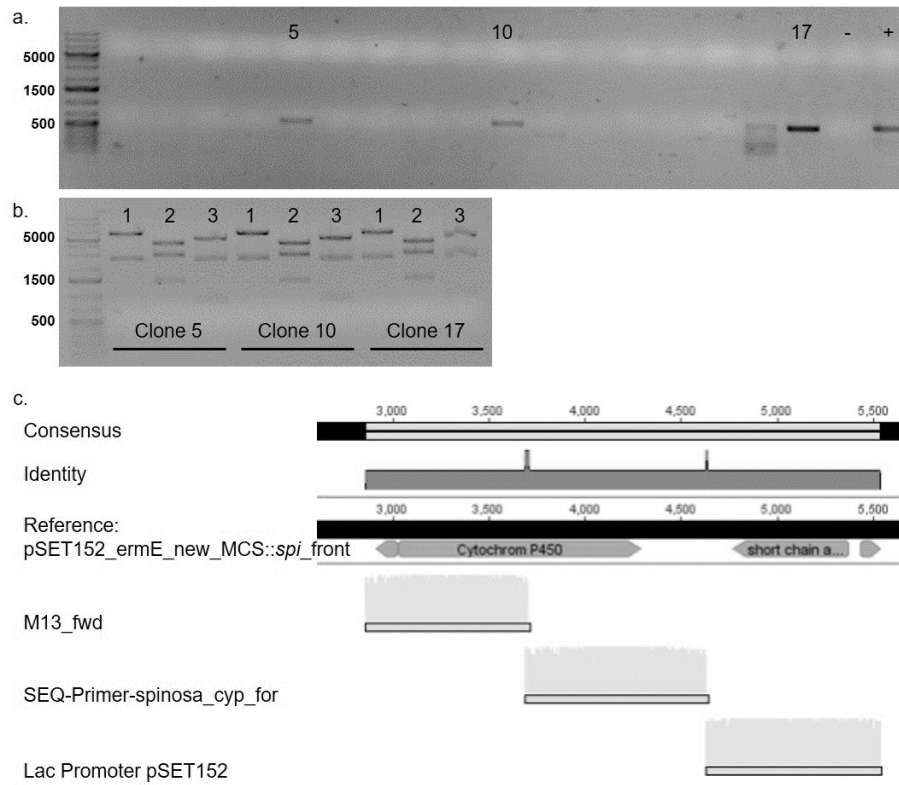 a.
5 10 17 - +
5000
1500
500
b.
1 2 3 1 2 3 1 2 3
5000
1500
500
Clone 5 Clone 10 Clone 17
c.
3,000 3,500 4,000 4,500 5,000 5,500
Consensus
Identity
3,000 3,500 4,000 4,500 5,000 5,500
Reference:
pSET152_ermE_new_MCS::spi_front
Cytochrom P450 short chain a...
M13_fwd
SEQ-Primer-spinosa_cyp_for
Lac Promoter pSET152